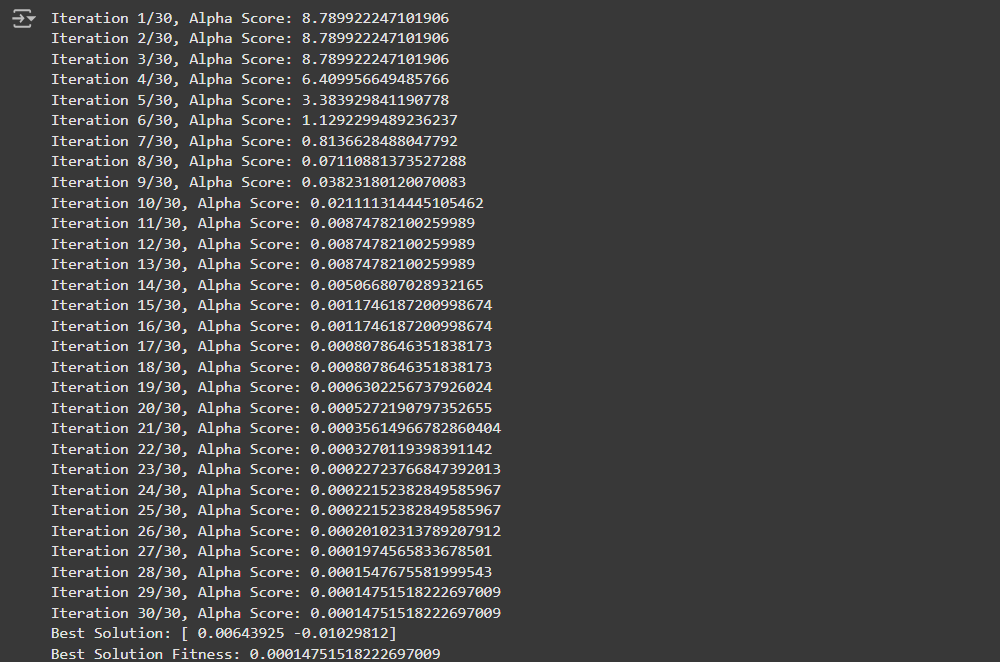 Iteration 1/30, Alpha Score: 8.789922247101906
Iteration 2/30, Alpha Score: 8.789922247101906
Iteration 3/30, Alpha Score: 8.789922247101906
Iteration 4/30, Alpha Score: 6.409956649485766
Iteration 5/30, Alpha Score: 3.383929841190778
Iteration 6/30, Alpha Score: 1.1292299489236237
Iteration 7/30, Alpha Score: 0.8136628488047792
Iteration 8/30, Alpha Score: 0.07110881373527288
Iteration 9/30, Alpha Score: 0.03823180120070083
Iteration 10/30, Alpha Score: 0.021111314445105462
Iteration 11/30, Alpha Score: 0.00874782100259989
Iteration 12/30, Alpha Score: 0.00874782100259989
Iteration 13/30, Alpha Score: 0.00874782100259989
Iteration 14/30, Alpha Score: 0.005066807028932165
Iteration 15/30, Alpha Score: 0.0011746187200998674
Iteration 16/30, Alpha Score: 0.0011746187200998674
Iteration 17/30, Alpha Score: 0.0008078646351838173
Iteration 18/30, Alpha Score: 0.0008078646351838173
Iteration 19/30, Alpha Score: 0.0006302256737926024
Iteration 20/30, Alpha Score: 0.0005272190797352655
Iteration 21/30, Alpha Score: 0.00035614966782860404
Iteration 22/30, Alpha Score: 0.0003270119398391142
Iteration 23/30, Alpha Score: 0.00022723766847392013
Iteration 24/30, Alpha Score: 0.00022152382849585967
Iteration 25/30, Alpha Score: 0.00022152382849585967
Iteration 26/30, Alpha Score: 0.00020102313789207912
Iteration 27/30, Alpha Score: 0.0001974565833678501
Iteration 28/30, Alpha Score: 0.0001547675581999543
Iteration 29/30, Alpha Score: 0.00014751518222697009
Iteration 30/30, Alpha Score: 0.00014751518222697009
Best Solution: [ 0.00643925 -0.01029812]
Best Solution Fitness: 0.00014751518222697009